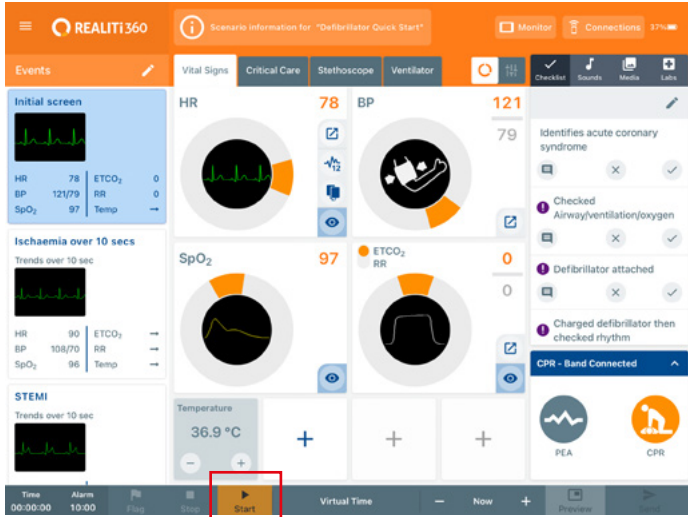 REALITi360
Scenario information for "Defibrillator Quick Start"
Monitor
Connections
37%
Events
Vital Signs
Critical Care
Stethoscope
Ventilator
Checklist
Sounds
Media
Labs
Initial screen
HR 78 ETCO₂ 0
BP 121/79 RR 0
SpO₂ 97 Temp →
Ischaemia over 10 secs
Trends over 10 sec
HR 90 ETCO₂ →
BP 108/70 RR →
SpO₂ 96 Temp →
STEMI
Trends over 10 sec
HR
78
12
BP
121
79
SpO₂
97
ETCO₂
RR
0
0
Temperature
36.9 °C
Identifies acute coronary
syndrome
Checked
Airway/ventilation/oxygen
Defibrillator attached
Charged defibrillator then
checked rhythm
CPR - Band Connected
PEA
CPR
Time
00:00:00
Alarm
10:00
Flag
Stop
Start
Virtual Time
Now
Preview
Send